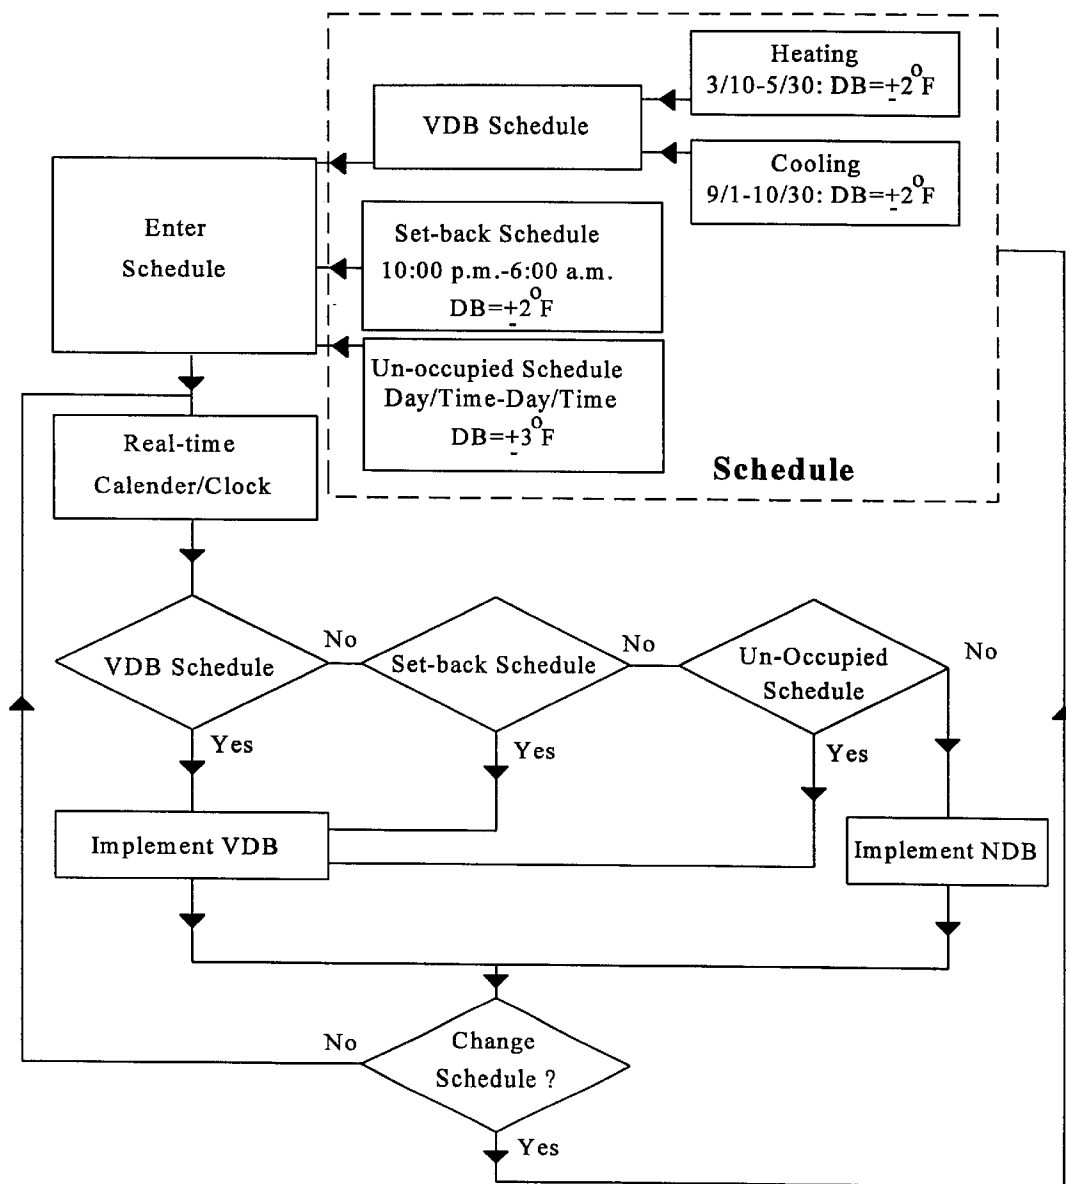 Heating
3/10-5/30: DB=±2°F
VDB Schedule
Cooling
9/1-10/30: DB=±2°F
Enter
Schedule
Set-back Schedule
10:00 p.m.-6:00 a.m.
DB=±2°F
Un-occupied Schedule
Day/Time-Day/Time
DB=±3°F
Schedule
Real-time
Calender/Clock
VDB Schedule
No
Set-back Schedule
No
Un-Occupied
Schedule
No
Yes
Yes
Yes
Implement VDB
Implement NDB
No
Change
Schedule ?
Yes